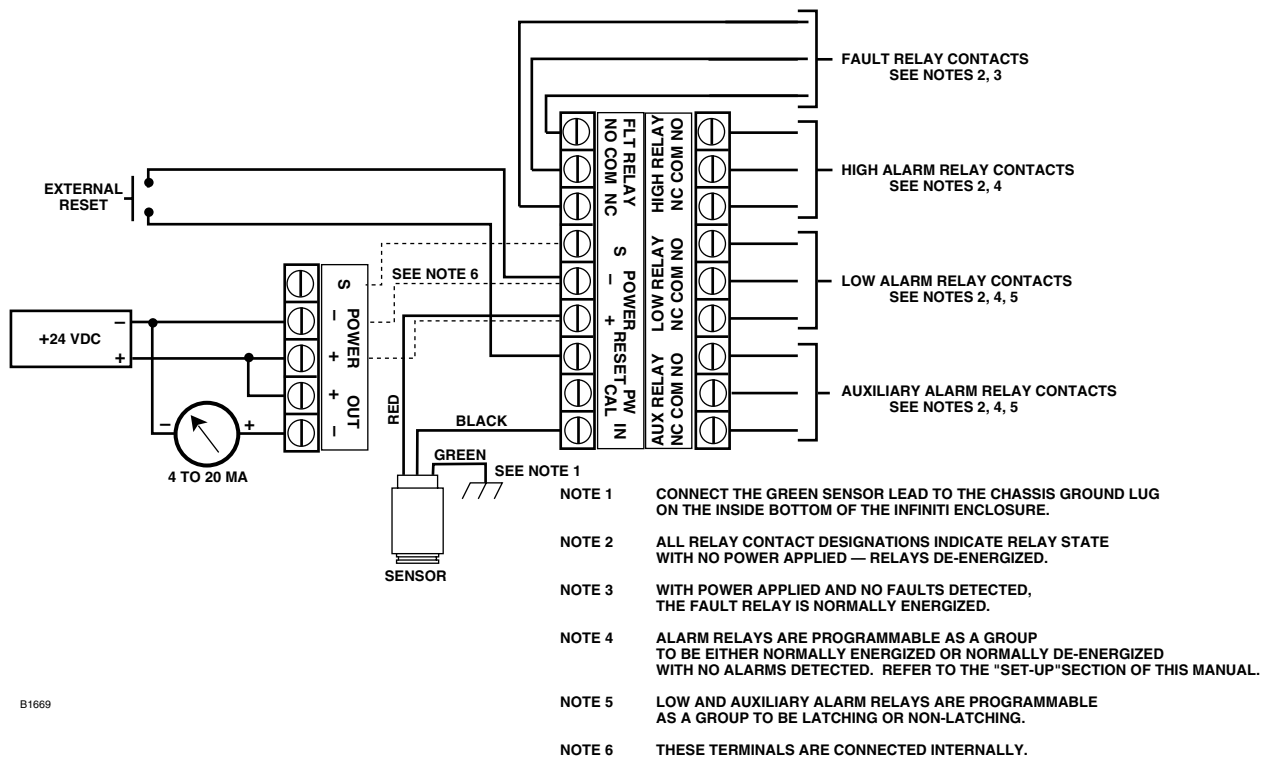 FAULT RELAY CONTACTS
SEE NOTES 2, 3
HIGH ALARM RELAY CONTACTS
SEE NOTES 2, 4
LOW ALARM RELAY CONTACTS
SEE NOTES 2, 4, 5
AUXILIARY ALARM RELAY CONTACTS
SEE NOTES 2, 4, 5
FLT RELAY
NO COM NC
S
– POWER +
RESET
PW
CAL
IN
HIGH RELAY
NC COM NO
LOW RELAY
NC COM NO
AUX RELAY
NC COM NO
EXTERNAL
RESET
SEE NOTE 6
S
– POWER +
+ OUT –
+24 VDC
–
+
–
+
4 TO 20 MA
RED
BLACK
GREEN
SEE NOTE 1
SENSOR
NOTE 1 CONNECT THE GREEN SENSOR LEAD TO THE CHASSIS GROUND LUG
ON THE INSIDE BOTTOM OF THE INFINITI ENCLOSURE.
NOTE 2 ALL RELAY CONTACT DESIGNATIONS INDICATE RELAY STATE
WITH NO POWER APPLIED — RELAYS DE-ENERGIZED.
NOTE 3 WITH POWER APPLIED AND NO FAULTS DETECTED,
THE FAULT RELAY IS NORMALLY ENERGIZED.
NOTE 4 ALARM RELAYS ARE PROGRAMMABLE AS A GROUP
TO BE EITHER NORMALLY ENERGIZED OR NORMALLY DE-ENERGIZED
WITH NO ALARMS DETECTED. REFER TO THE "SET-UP"SECTION OF THIS MANUAL.
NOTE 5 LOW AND AUXILIARY ALARM RELAYS ARE PROGRAMMABLE
AS A GROUP TO BE LATCHING OR NON-LATCHING.
NOTE 6 THESE TERMINALS ARE CONNECTED INTERNALLY.
B1669